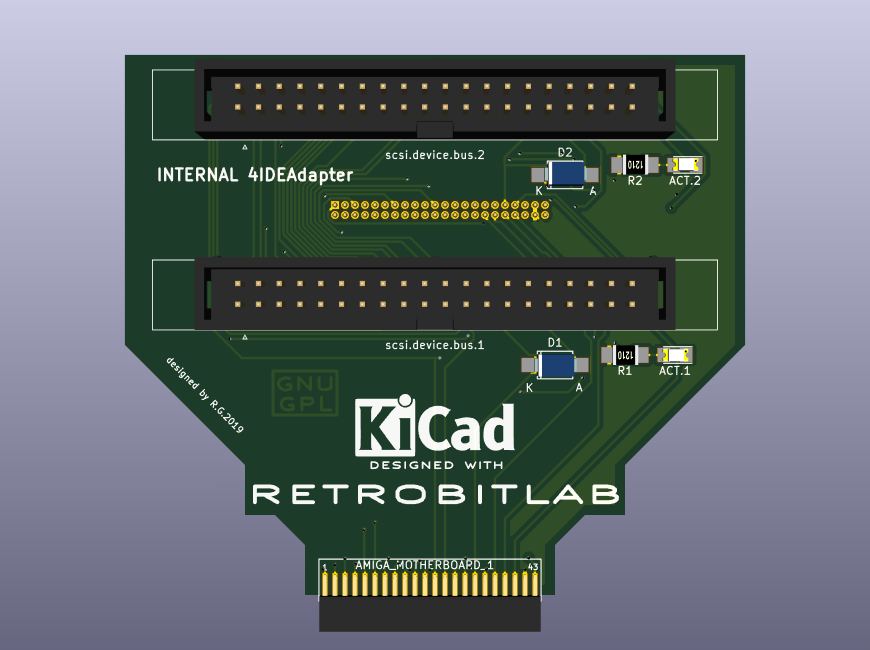 scsi.device.bus.2
INTERNAL 4IDEAdapter
D2
K
A
1210
R2
ACT.2
scsi.device.bus.1
D1
K
A
1210
R1
ACT.1
designed by R.G.2019
GNU
GPL
KiCad
DESIGNED WITH
RETROBITLAB
AMIGA_MOTHERBOARD_1
1
43